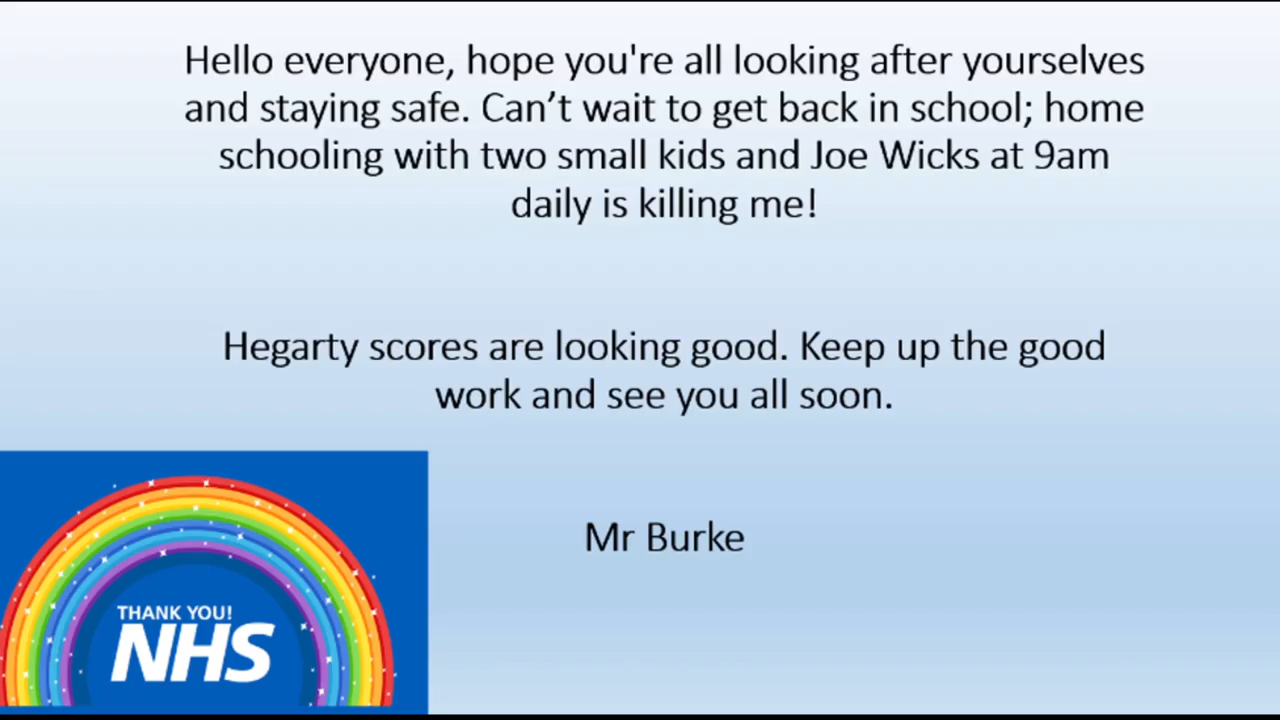 Hello everyone, hope you're all looking after yourselves
and staying safe. Can’t wait to get back in school; home
schooling with two small kids and Joe Wicks at 9am
daily is killing me!
Hegarty scores are looking good. Keep up the good
work and see you all soon.
Mr Burke
THANK YOU!
NHS